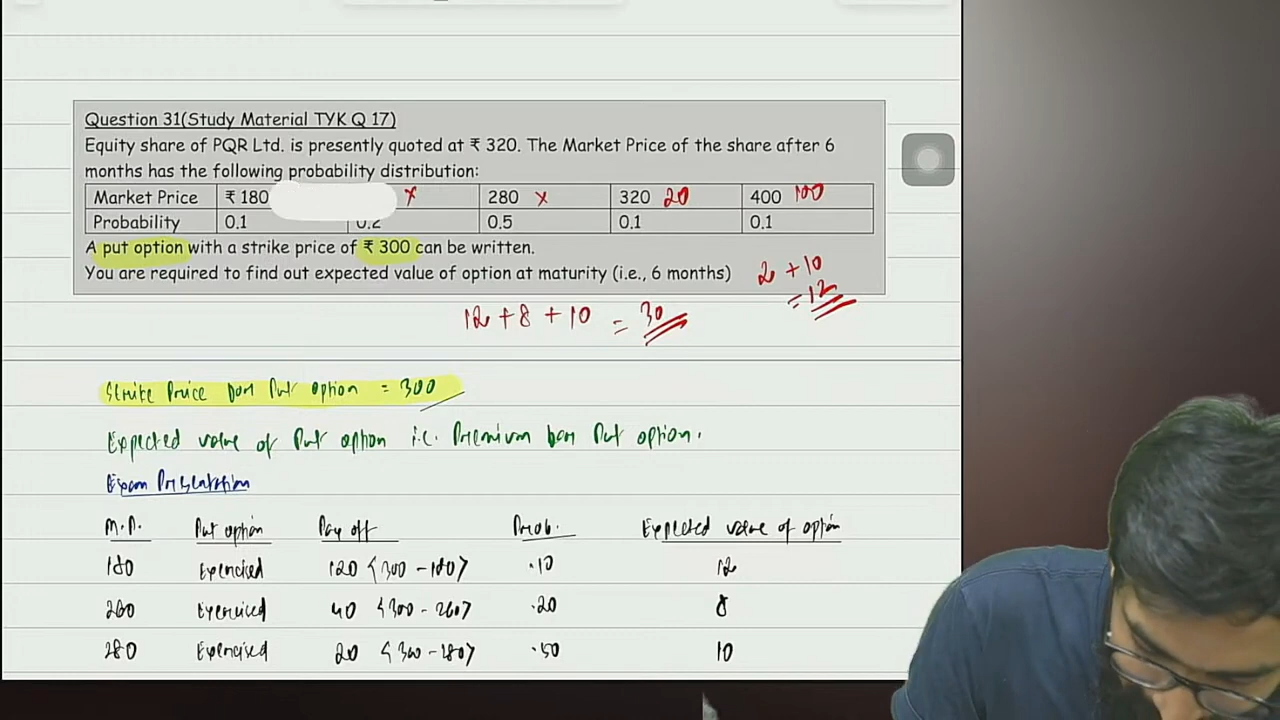 Question 31(Study Material TYK Q 17)
Equity share of PQR Ltd. is presently quoted at ₹ 320. The Market Price of the share after 6
months has the following probability distribution:
Market Price ₹ 180 x 280 x 320 20 400 100
Probability 0.1 0.2 0.5 0.1 0.1
A put option with a strike price of ₹ 300 can be written.
You are required to find out expected value of option at maturity (i.e., 6 months)
2 + 10
= 12
12 + 8 + 10 = 30
Strike Price for Put option = 300
Expected value of Put option i.e. Premium for Put option.
Exam Presentation
M.P. Put option Pay off Prob. Expected value of option
180 Exercised 120 {300 - 180} .10 12
260 Exercised 40 {300 - 260} .20 8
280 Exercised 20 {300 - 280} .50 10